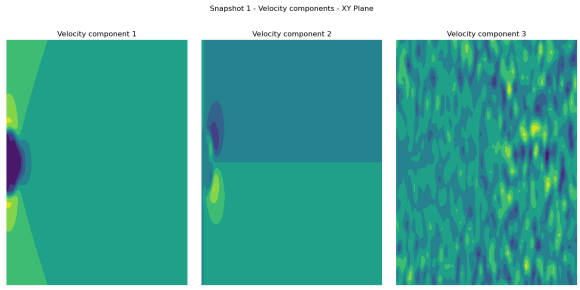 Snapshot 1 - Velocity components - XY Plane
Velocity component 1
Velocity component 2
Velocity component 3